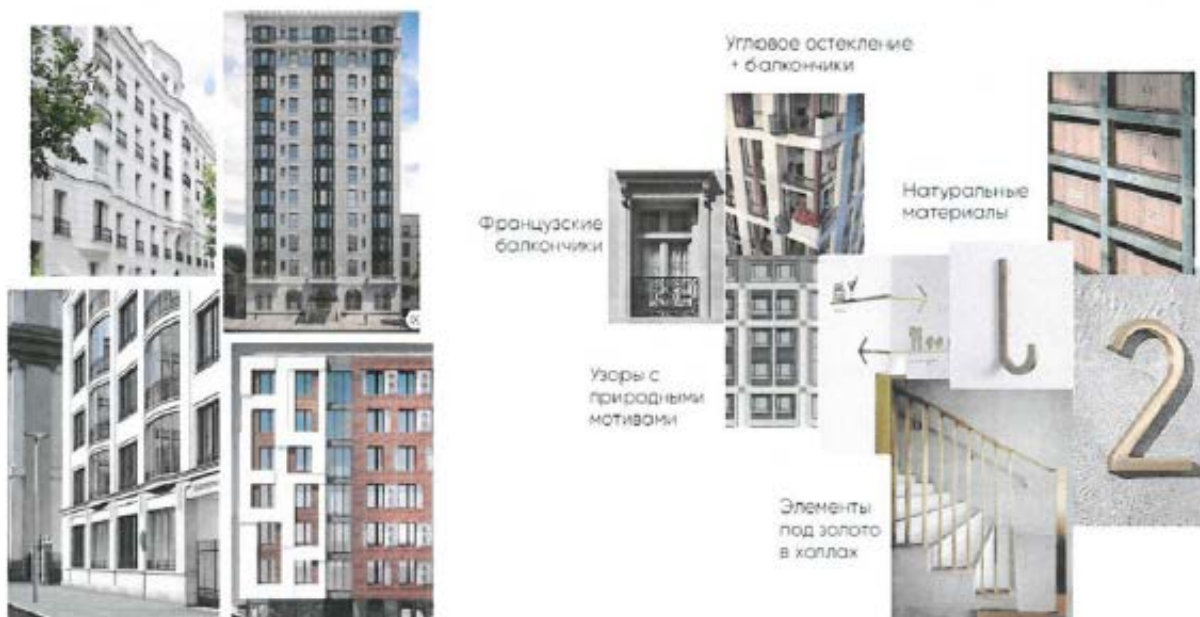 Угловое остекление
+ балкончики
Французские
балкончики
Натуральные
материалы
Узоры с
природными
мотивами
2
Элементы
под золото
в холлах